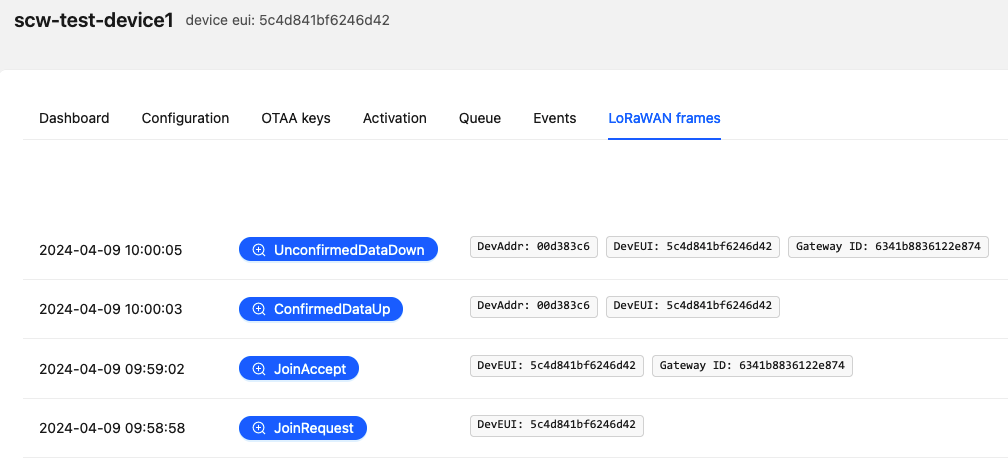 scw-test-device1 device eui: 5c4d841bf6246d42
Dashboard Configuration OTAA keys Activation Queue Events LoRaWAN frames
2024-04-09 10:00:05 UnconfirmedDataDown DevAddr: 00d383c6 DevEUI: 5c4d841bf6246d42 Gateway ID: 6341b8836122e874
2024-04-09 10:00:03 ConfirmedDataUp DevAddr: 00d383c6 DevEUI: 5c4d841bf6246d42
2024-04-09 09:59:02 JoinAccept DevEUI: 5c4d841bf6246d42 Gateway ID: 6341b8836122e874
2024-04-09 09:58:58 JoinRequest DevEUI: 5c4d841bf6246d42